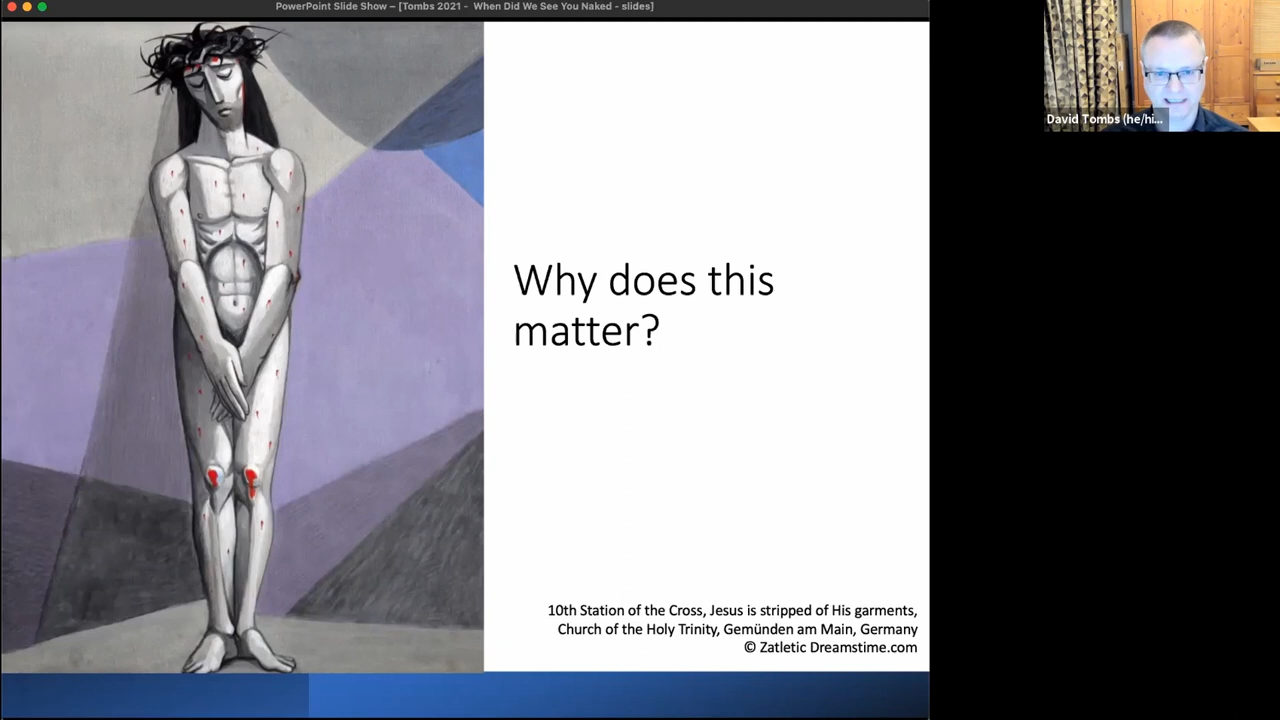 PowerPoint Slide Show – [Tombs 2021 - When Did We See You Naked - slides]
David Tombs (he/hi...
Why does this
matter?
10th Station of the Cross, Jesus is stripped of His garments,
Church of the Holy Trinity, Gemünden am Main, Germany
© Zatletic Dreamstime.com